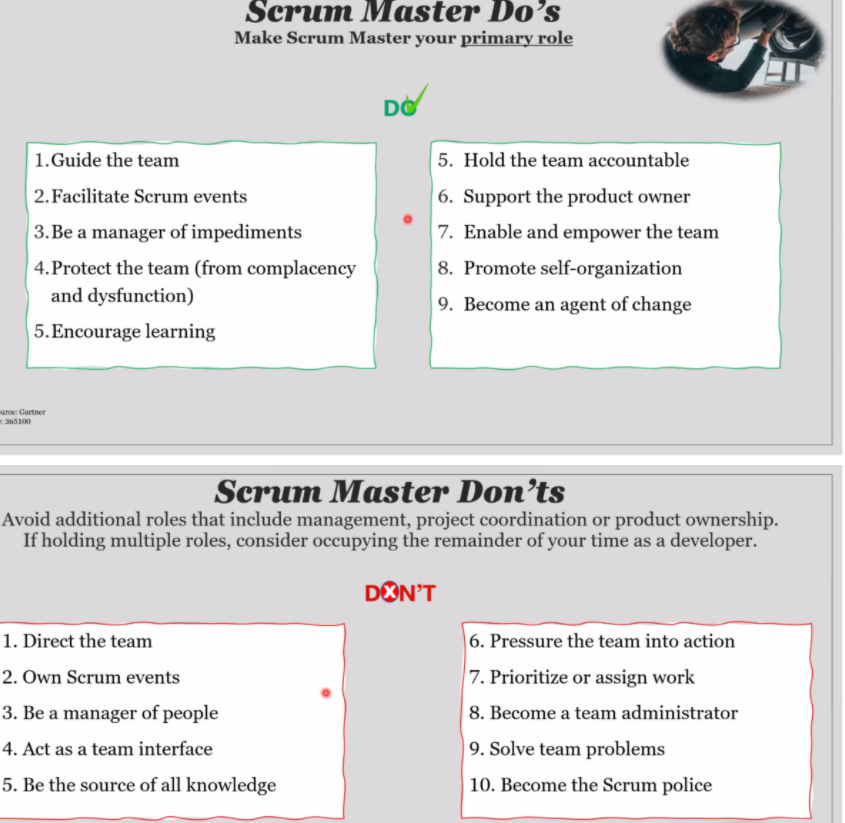 Scrum Master Do's
Make Scrum Master your primary role
DO
1.Guide the team
2.Facilitate Scrum events
3.Be a manager of impediments
4.Protect the team (from complacency
and dysfunction)
5.Encourage learning
5. Hold the team accountable
6. Support the product owner
7. Enable and empower the team
8. Promote self-organization
9. Become an agent of change
urce: Gartner
: 365100
Scrum Master Don'ts
Avoid additional roles that include management, project coordination or product ownership.
If holding multiple roles, consider occupying the remainder of your time as a developer.
DON'T
1. Direct the team
2. Own Scrum events
3. Be a manager of people
4. Act as a team interface
5. Be the source of all knowledge
6. Pressure the team into action
7. Prioritize or assign work
8. Become a team administrator
9. Solve team problems
10. Become the Scrum police